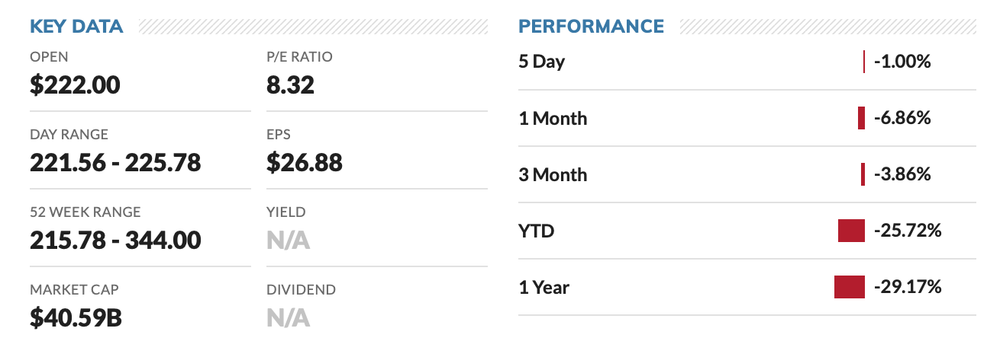 KEY DATA
OPEN
$222.00
P/E RATIO
8.32
DAY RANGE
221.56 - 225.78
EPS
$26.88
52 WEEK RANGE
215.78 - 344.00
YIELD
N/A
MARKET CAP
$40.59B
DIVIDEND
N/A
PERFORMANCE
5 Day -1.00%
1 Month -6.86%
3 Month -3.86%
YTD -25.72%
1 Year -29.17%